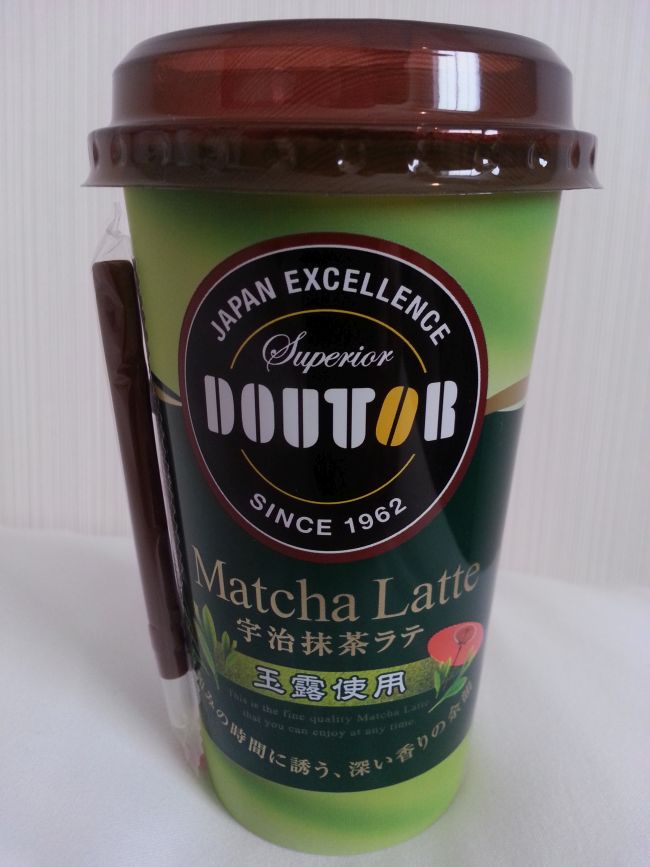 JAPAN EXCELLENCE
Superior
DOUTOR
SINCE 1962
Matcha Latte
宇治抹茶ラテ
玉露使用
This is the fine quality Matcha Latte
that you can enjoy at any time.
みの時間に誘う、深い香りの